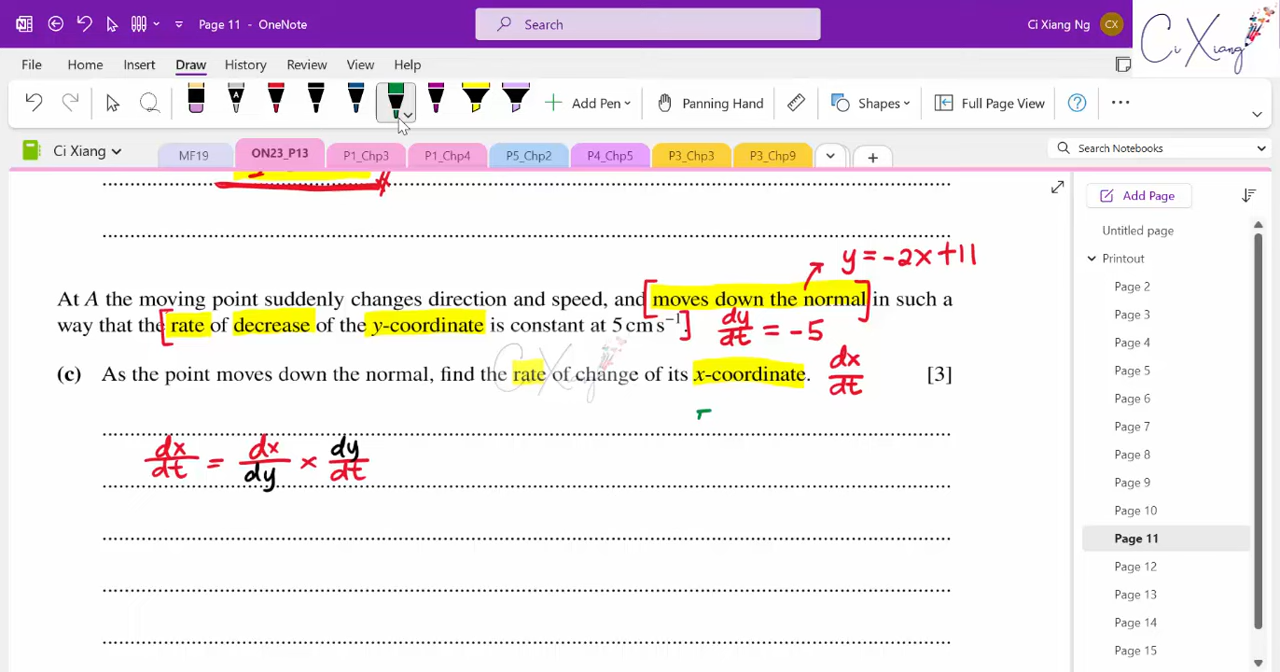 Page 11 - OneNote
Search
Ci Xiang Ng
CX
Ci Xiang
File Home Insert Draw History Review View Help
A
Add Pen
Panning Hand
Shapes
Full Page View
Ci Xiang
MF19
ON23_P13
P1_Chp3
P1_Chp4
P5_Chp2
P4_Chp5
P3_Chp3
P3_Chp9
Search Notebooks
y = -2x + 11
At A the moving point suddenly changes direction and speed, and [moves down the normal] in such a
way that the [rate of decrease of the y-coordinate is constant at 5 cm s⁻¹.] dy/dt = -5
Ci Xiang
(c) As the point moves down the normal, find the rate of change of its x-coordinate. dx/dt [3]
dx/dt = dx/dy × dy/dt
Add Page
Untitled page
Printout
Page 2
Page 3
Page 4
Page 5
Page 6
Page 7
Page 8
Page 9
Page 10
Page 11
Page 12
Page 13
Page 14
Page 15